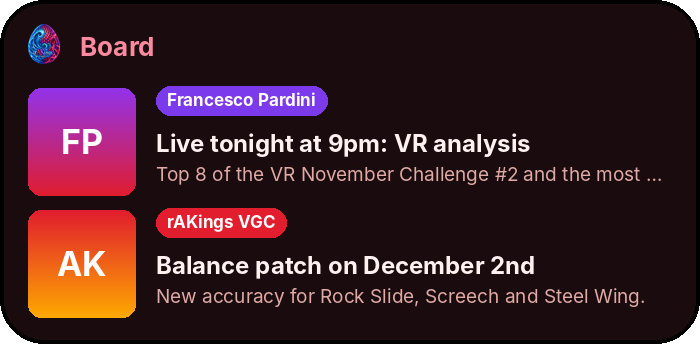 Board
FP
Francesco Pardini
Live tonight at 9pm: VR analysis
Top 8 of the VR November Challenge #2 and the most ...
AK
rAKings VGC
Balance patch on December 2nd
New accuracy for Rock Slide, Screech and Steel Wing.